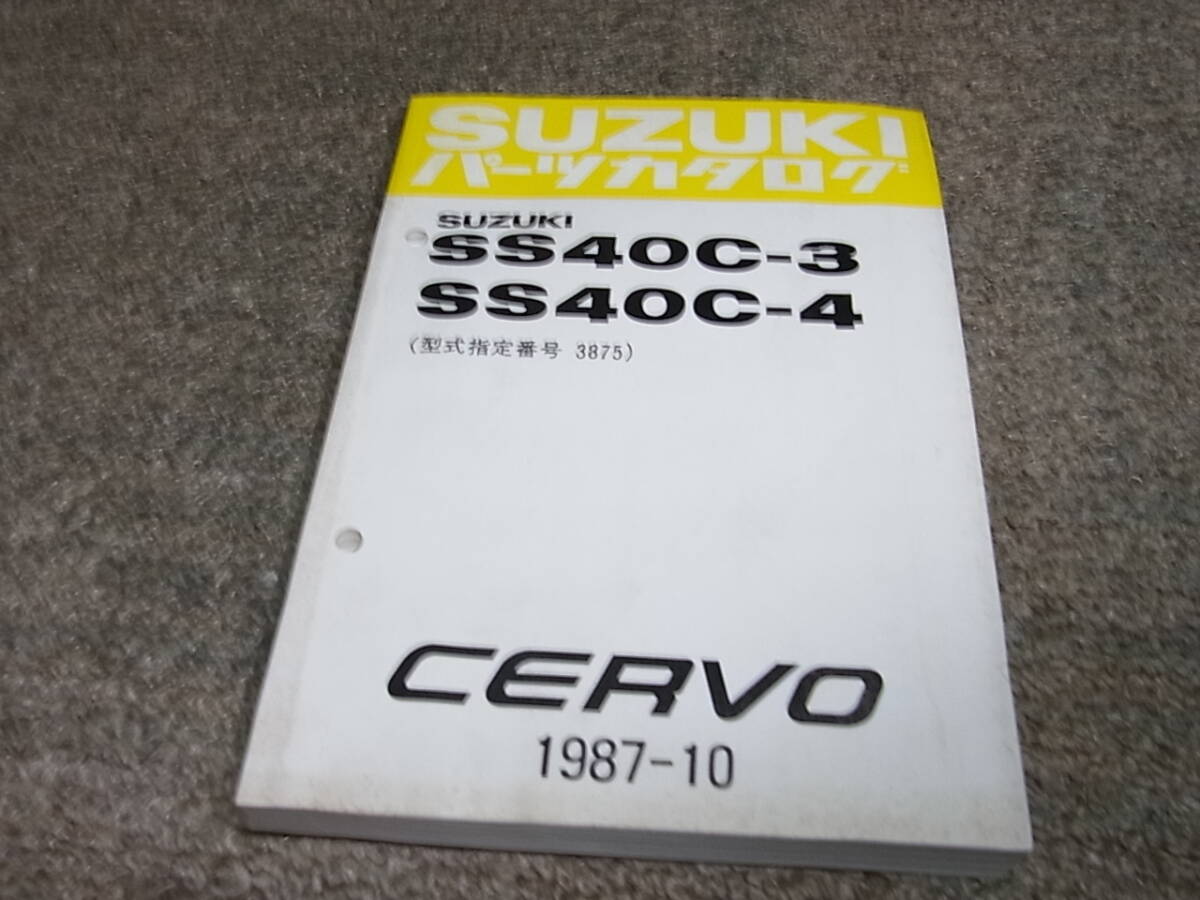 SUZUKI
パーツカタログ
SUZUKI
SS40C-3
SS40C-4
(型式指定番号 3875)
CERVO
1987-10